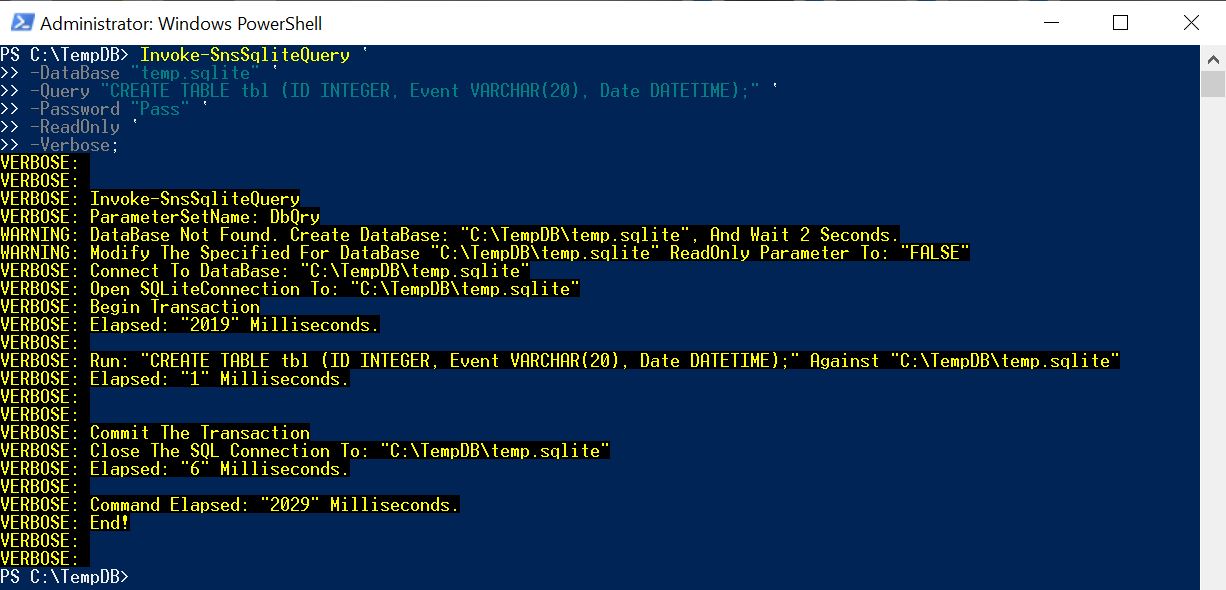 Administrator: Windows PowerShell
PS C:\TempDB> Invoke-SnsSqliteQuery `
>> -DataBase "temp.sqlite" `
>> -Query "CREATE TABLE tbl (ID INTEGER, Event VARCHAR(20), Date DATETIME);" `
>> -Password "Pass" `
>> -ReadOnly `
>> -Verbose;
VERBOSE:
VERBOSE:
VERBOSE: Invoke-SnsSqliteQuery
VERBOSE: ParameterSetName: DbQry
WARNING: DataBase Not Found. Create DataBase: "C:\TempDB\temp.sqlite", And Wait 2 Seconds.
WARNING: Modify The Specified For DataBase "C:\TempDB\temp.sqlite" ReadOnly Parameter To: "FALSE"
VERBOSE: Connect To DataBase: "C:\TempDB\temp.sqlite"
VERBOSE: Open SQLiteConnection To: "C:\TempDB\temp.sqlite"
VERBOSE: Begin Transaction
VERBOSE: Elapsed: "2019" Milliseconds.
VERBOSE:
VERBOSE: Run: "CREATE TABLE tbl (ID INTEGER, Event VARCHAR(20), Date DATETIME);" Against "C:\TempDB\temp.sqlite"
VERBOSE: Elapsed: "1" Milliseconds.
VERBOSE:
VERBOSE:
VERBOSE: Commit The Transaction
VERBOSE: Close The SQL Connection To: "C:\TempDB\temp.sqlite"
VERBOSE: Elapsed: "6" Milliseconds.
VERBOSE:
VERBOSE: Command Elapsed: "2029" Milliseconds.
VERBOSE: End!
VERBOSE:
VERBOSE:
PS C:\TempDB>